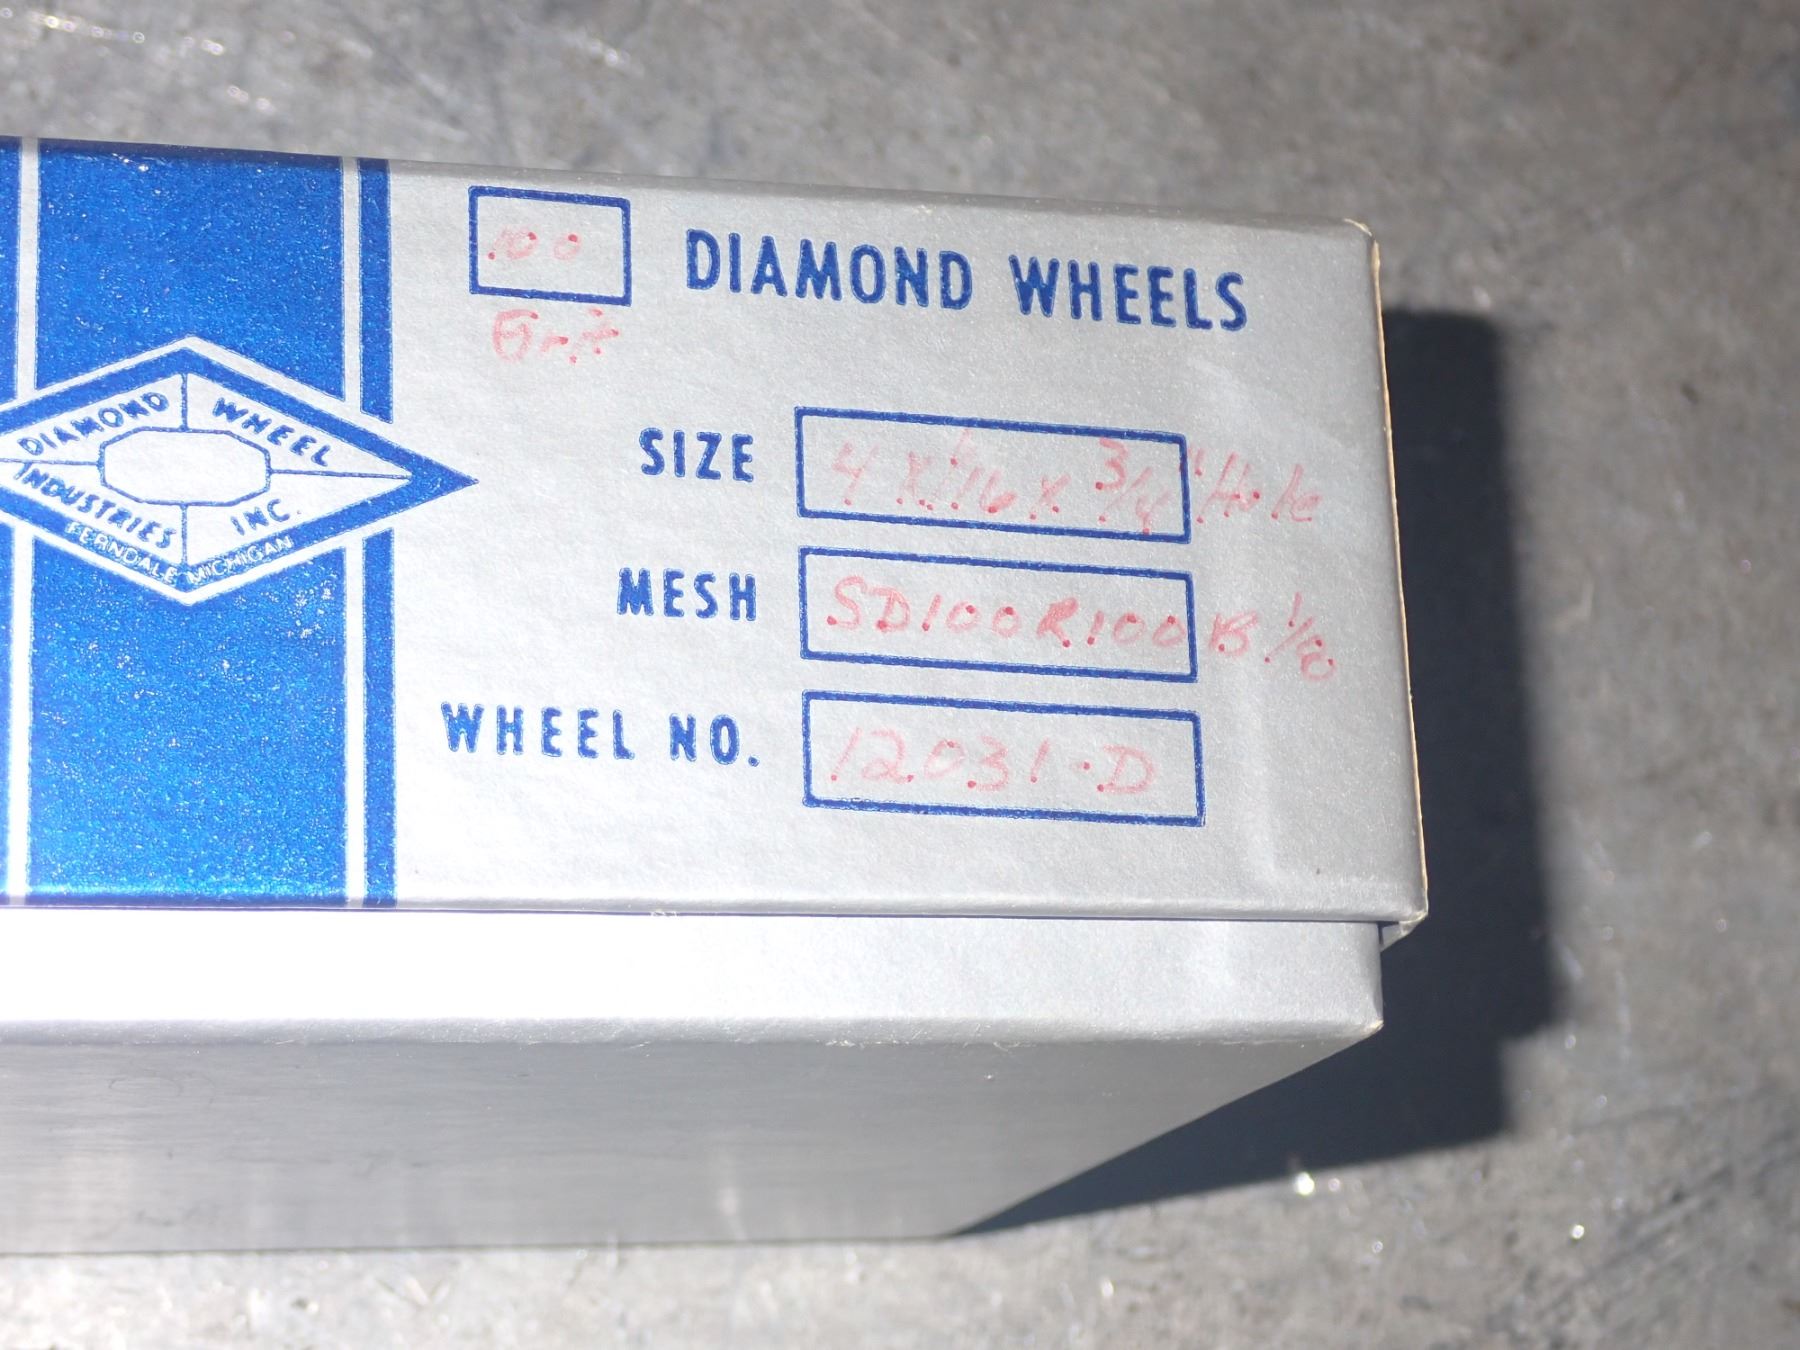 100
DIAMOND WHEELS
Grit
SIZE 4 x 1/16 x 3/4" Hole
MESH SD100R100B 1/8
WHEEL NO. 12031-D
DIAMOND WHEEL
INDUSTRIES INC.
FERNDALE MICHIGAN